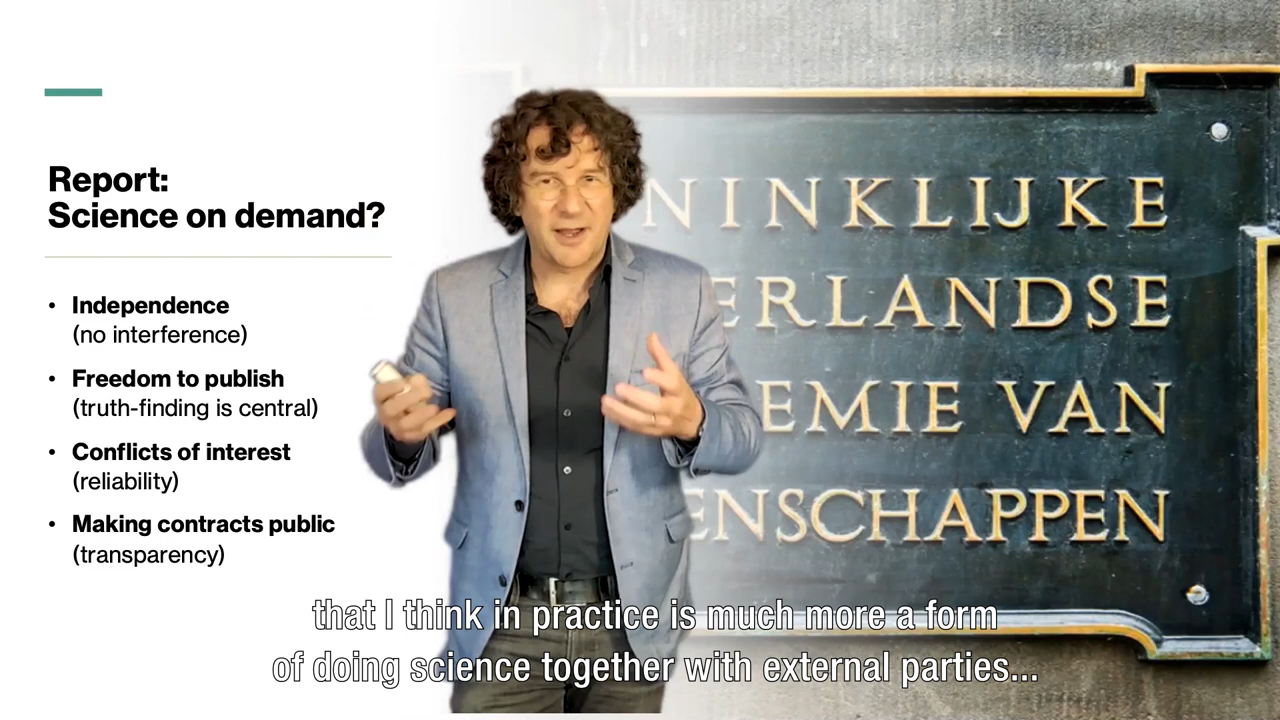 Report:
Science on demand?
• Independence
(no interference)
• Freedom to publish
(truth-finding is central)
• Conflicts of interest
(reliability)
• Making contracts public
(transparency)
NINKLIJKE
ERLANDSE
EMIE VAN
ENSCHAPPEN
that I think in practice is much more a form
of doing science together with external parties...